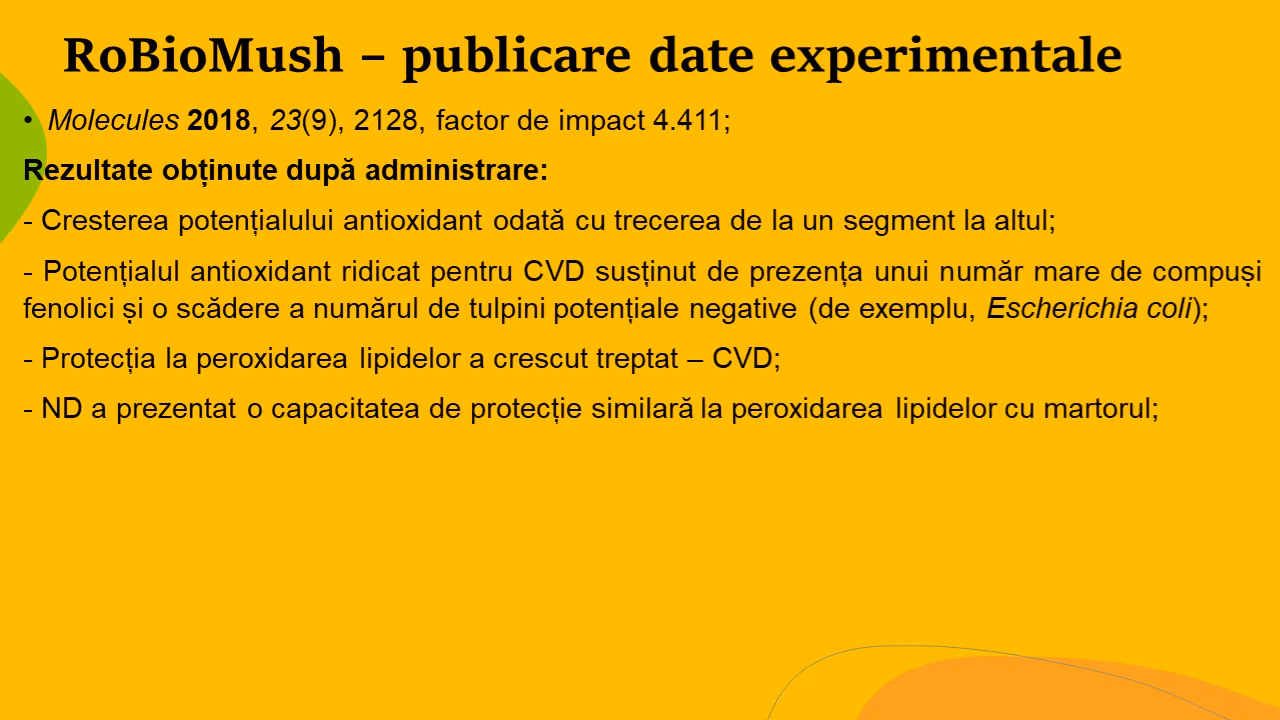 RoBioMush – publicare date experimentale
• Molecules 2018, 23(9), 2128, factor de impact 4.411;
Rezultate obținute după administrare:
- Cresterea potențialului antioxidant odată cu trecerea de la un segment la altul;
- Potențialul antioxidant ridicat pentru CVD susținut de prezența unui număr mare de compuși
fenolici și o scădere a numărul de tulpini potențiale negative (de exemplu, Escherichia coli);
- Protecția la peroxidarea lipidelor a crescut treptat – CVD;
- ND a prezentat o capacitatea de protecție similară la peroxidarea lipidelor cu martorul;